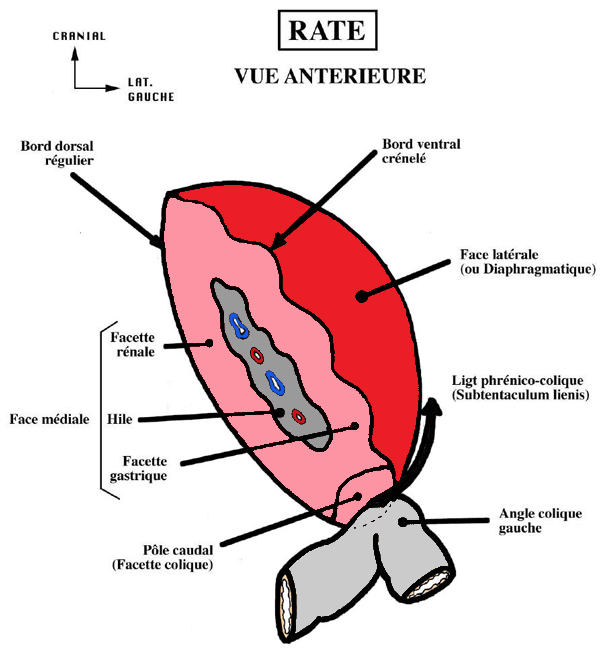 RATE
VUE ANTERIEURE
CRANIAL
LAT.
GAUCHE
Bord dorsal
régulier
Bord ventral
crénelé
Face latérale
(ou Diaphragmatique)
Facette
rénale
Ligt phrénico-colique
(Subtentaculum lienis)
Face médiale
Hile
Facette
gastrique
Angle colique
gauche
Pôle caudal
(Facette colique)